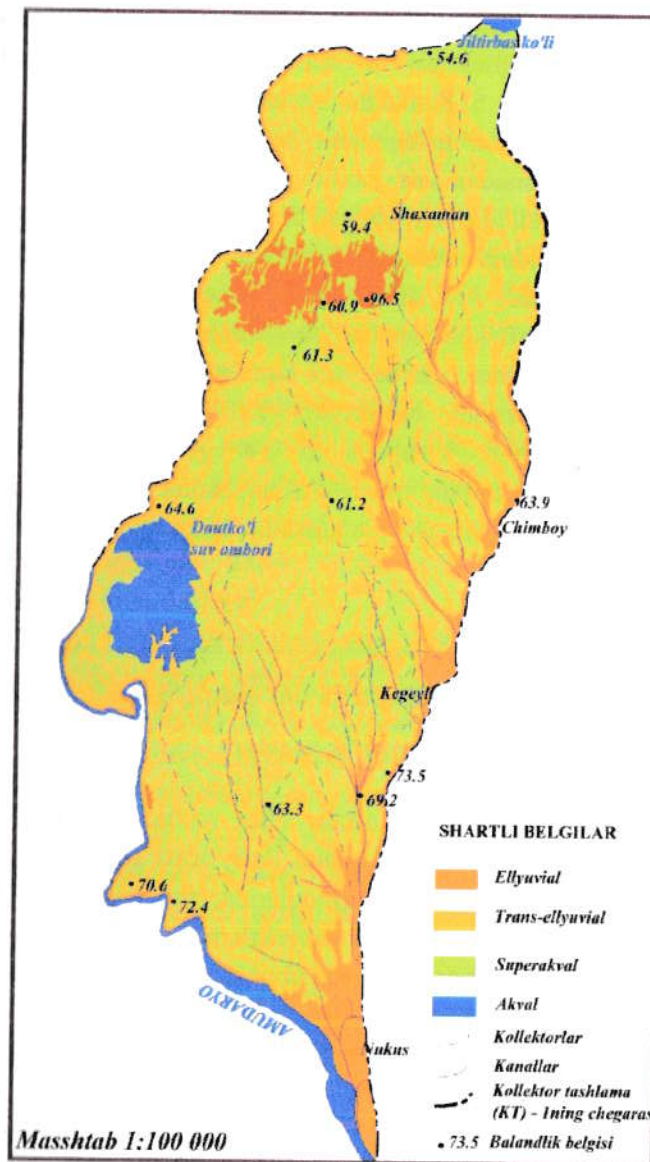 Jiltirbas ko'li
54.6
Shaxaman
59.4
60.9
96.5
61.3
64.6
61.2
63.9
Chimboy
Dautko'l
suv ombori
Kegeyli
73.5
69.2
63.3
70.6
72.4
AMUDARYO
Nukus
SHARTLI BELGILAR
Ellyuvial
Trans-ellyuvial
Superakval
Akval
Kollektorlar
Kanallar
Kollektor tashlama
(KT) - 1ning chegaras
73.5 Balandlik belgisi
Masshtab 1:100 000